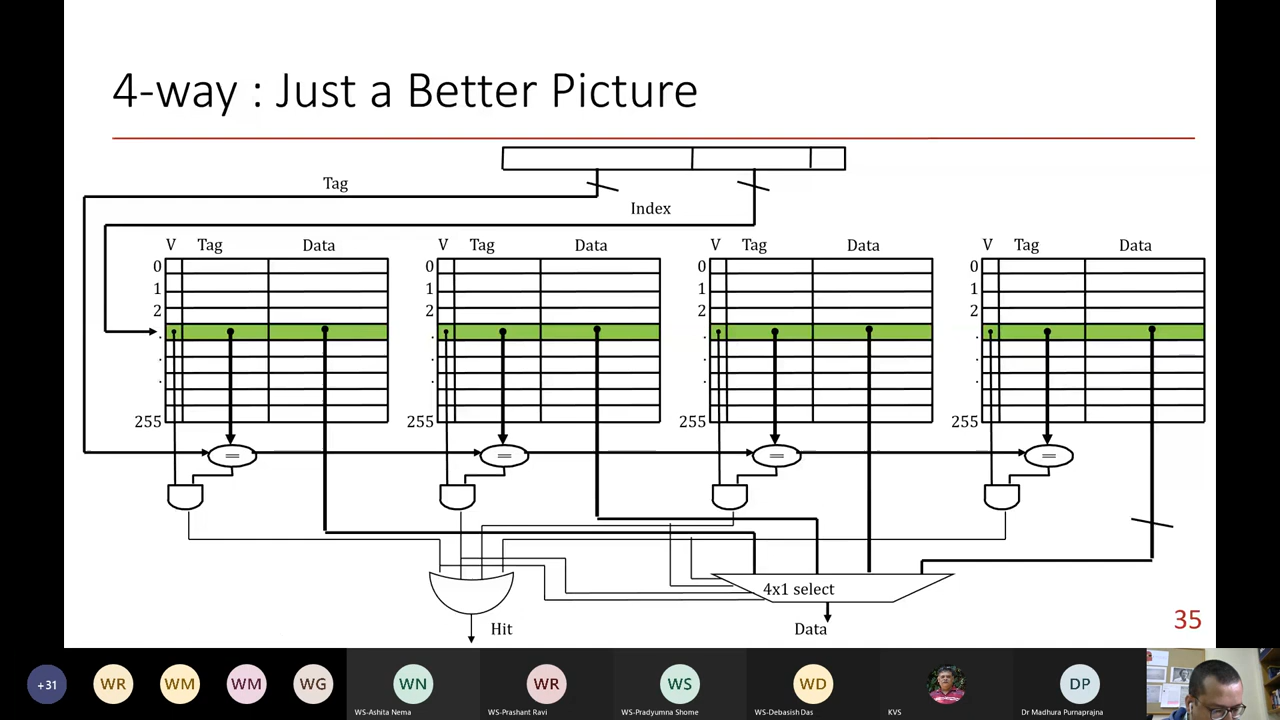 4-way : Just a Better Picture
Tag
Index
V Tag Data V Tag Data V Tag Data V Tag Data
0 0 0 0
1 1 1 1
2 2 2 2
. . . .
. . . .
. . . .
255 255 255 255
== == == ==
4x1 select
Hit
Data
35
+31 WR WM WM WG WN WR WS WD DP
WS-Ashita Nema WS-Prashant Ravi WS-Pradyumna Shome WS-Debasish Das KVS Dr Madhura Purnaprajna